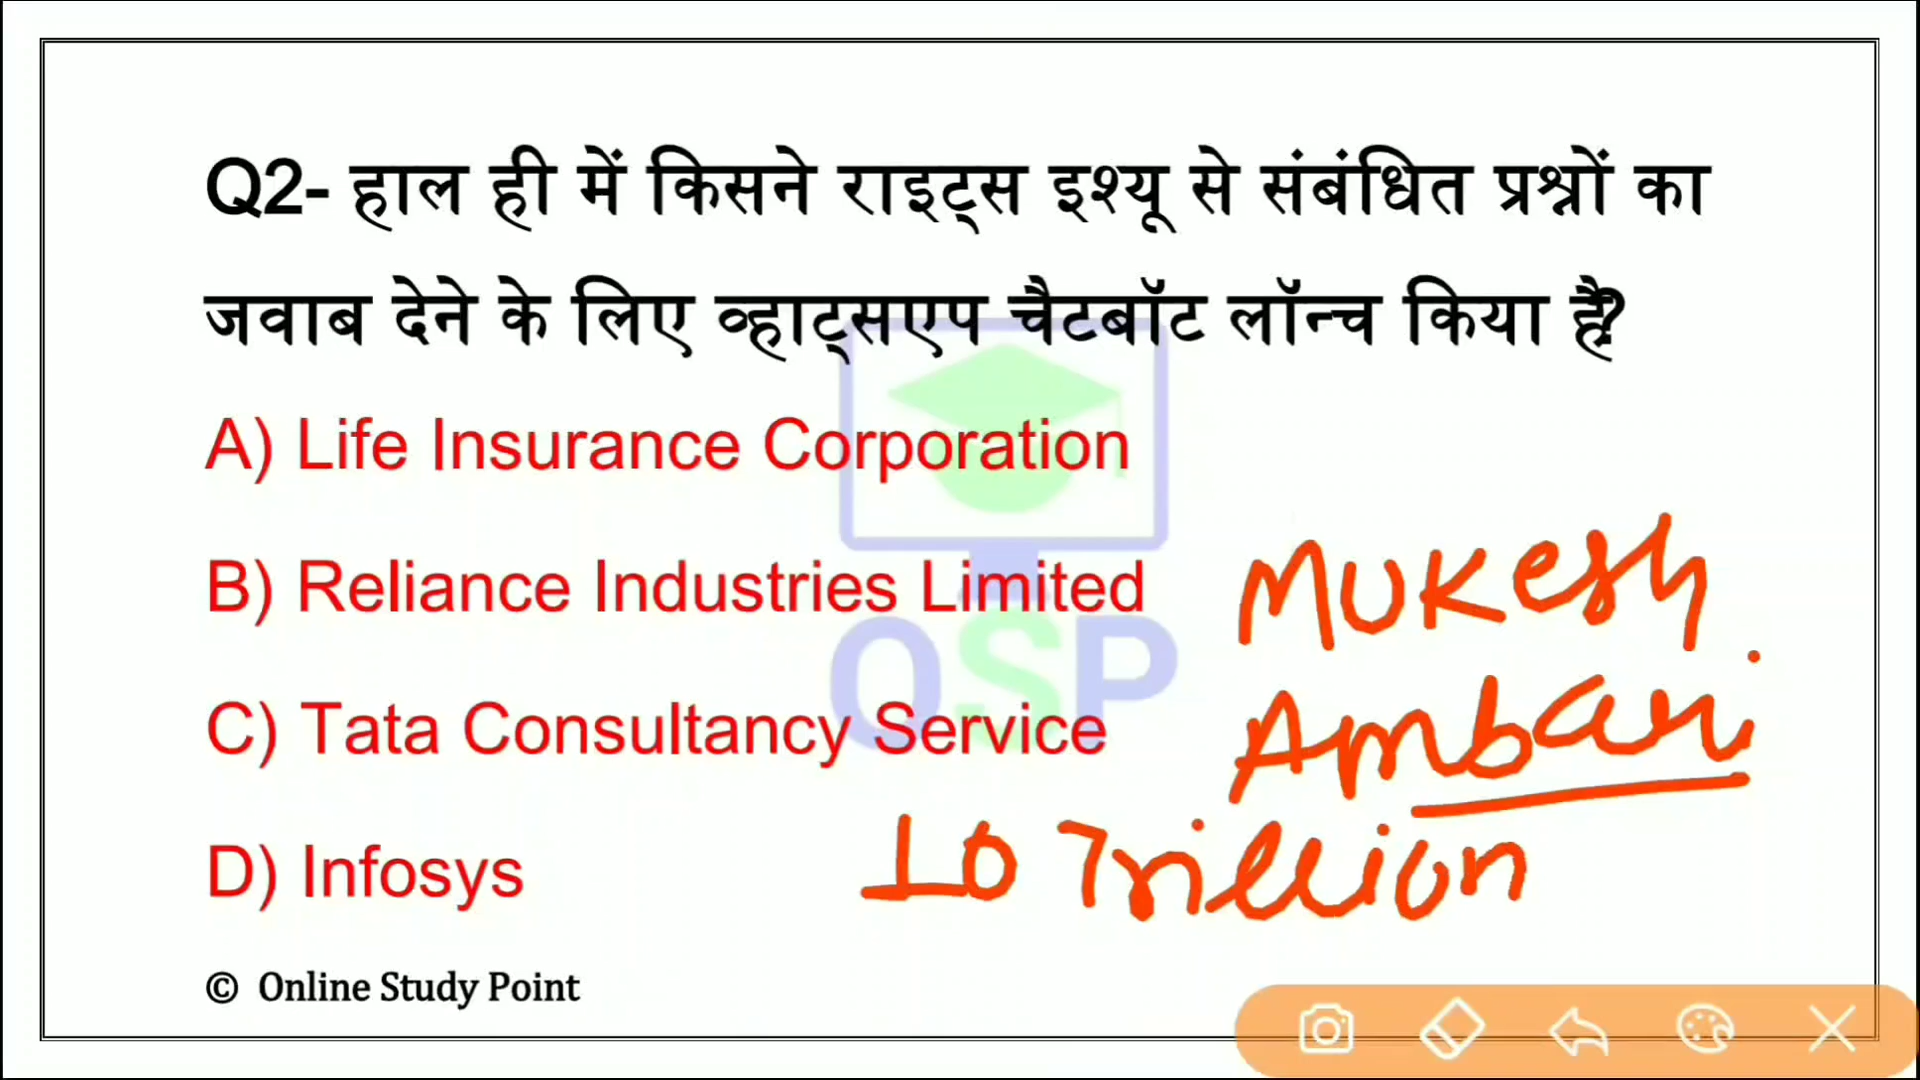 Q2- हाल ही में किसने राइट्स इश्यू से संबंधित प्रश्नों का
जवाब देने के लिए व्हाट्सएप चैटबॉट लॉन्च किया है?
A) Life Insurance Corporation
B) Reliance Industries Limited
Mukesh
C) Tata Consultancy Service
Ambani
D) Infosys
10 Trillion
OSP
© Online Study Point